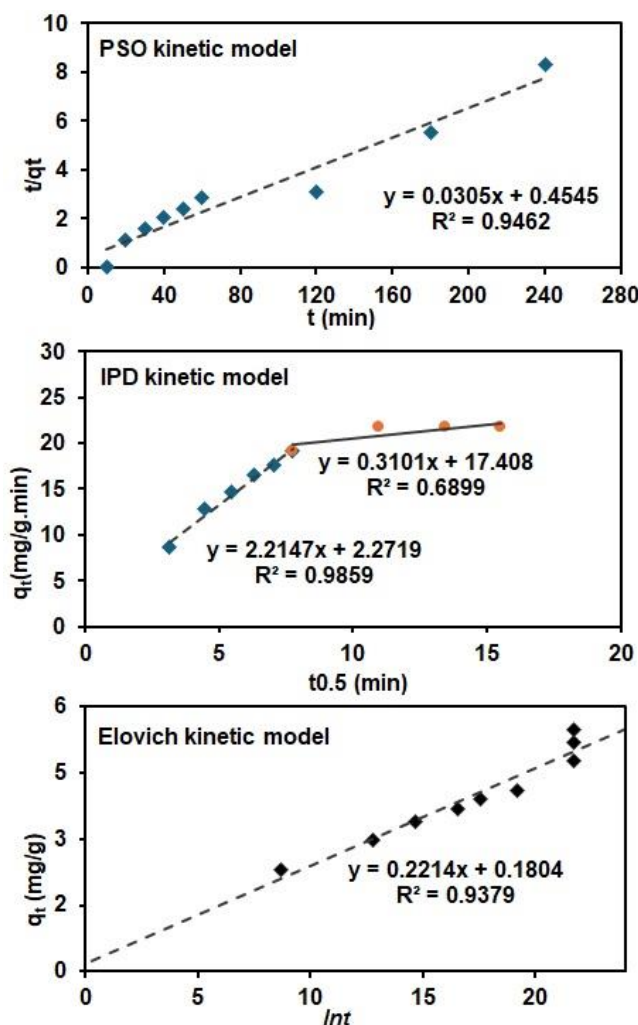 PSO kinetic model
10
8
6
4
2
0
t/qt
y = 0.0305x + 0.4545
R² = 0.9462
0 40 80 120 160 200 240 280
t (min)
IPD kinetic model
30
25
20
15
10
5
0
qₜ(mg/g.min)
y = 0.3101x + 17.408
R² = 0.6899
y = 2.2147x + 2.2719
R² = 0.9859
0 5 10 15 20
t0.5 (min)
Elovich kinetic model
6
5
3
2
0
qₜ (mg/g)
y = 0.2214x + 0.1804
R² = 0.9379
0 5 10 15 20
lnt